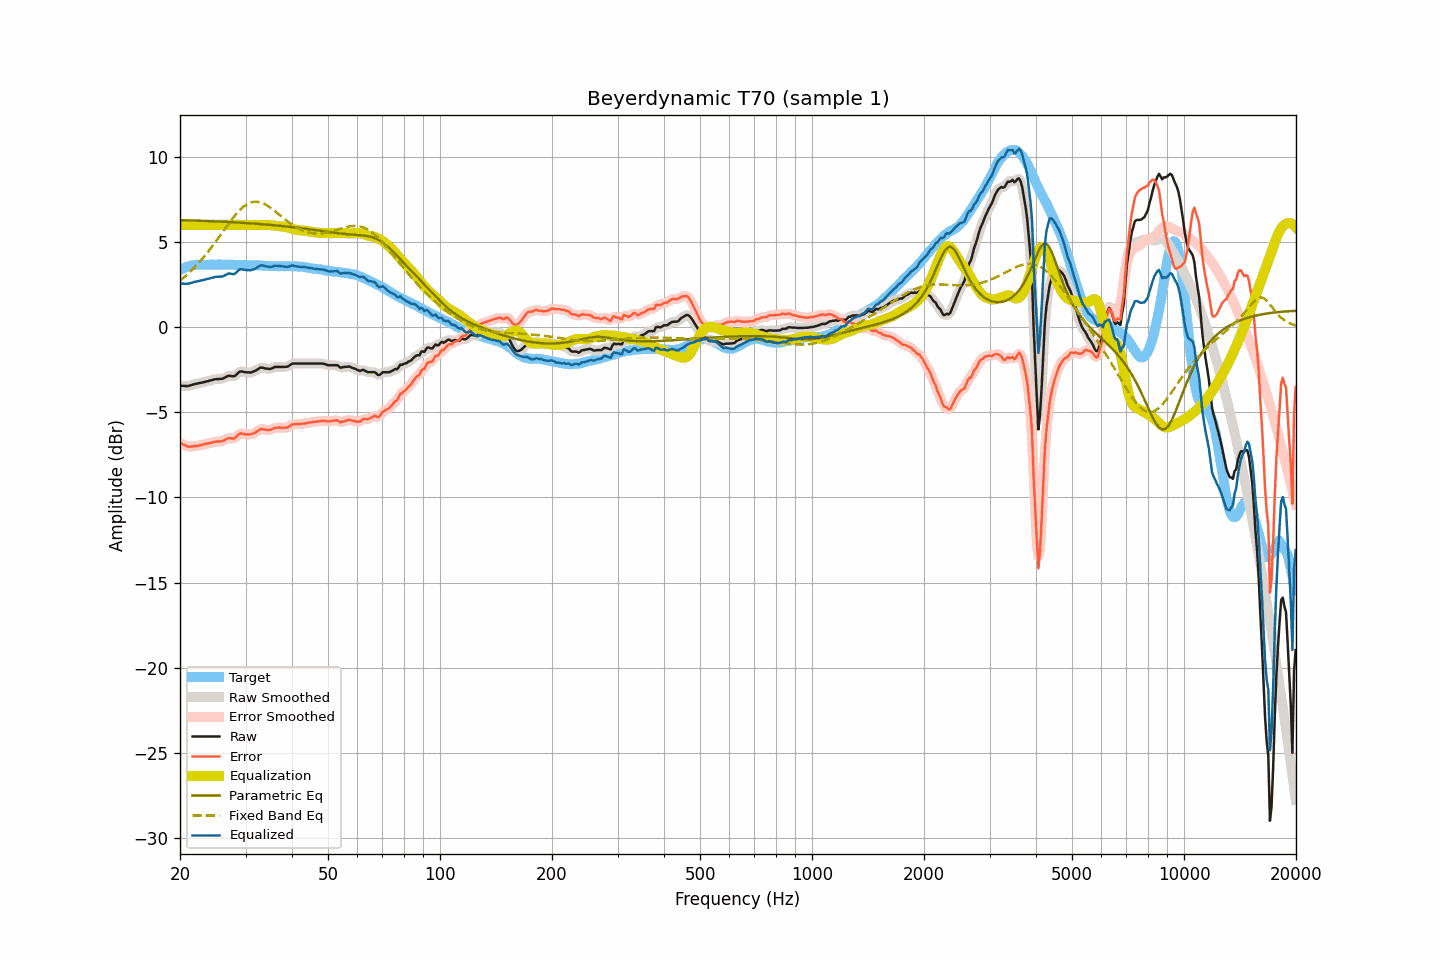 Beyerdynamic T70 (sample 1)
10
5
0
−5
−10
−15
−20
−25
−30
Amplitude (dBr)
Target
Raw Smoothed
Error Smoothed
Raw
Error
Equalization
Parametric Eq
Fixed Band Eq
Equalized
20 50 100 200 500 1000 2000 5000 10000 20000
Frequency (Hz)